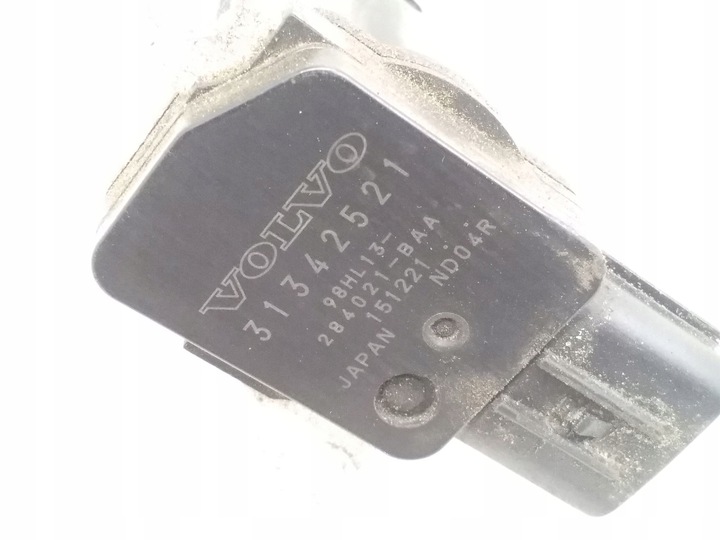 VOLVO
31342521
98HL13-
284021-BAA
JAPAN 151221 ND04R